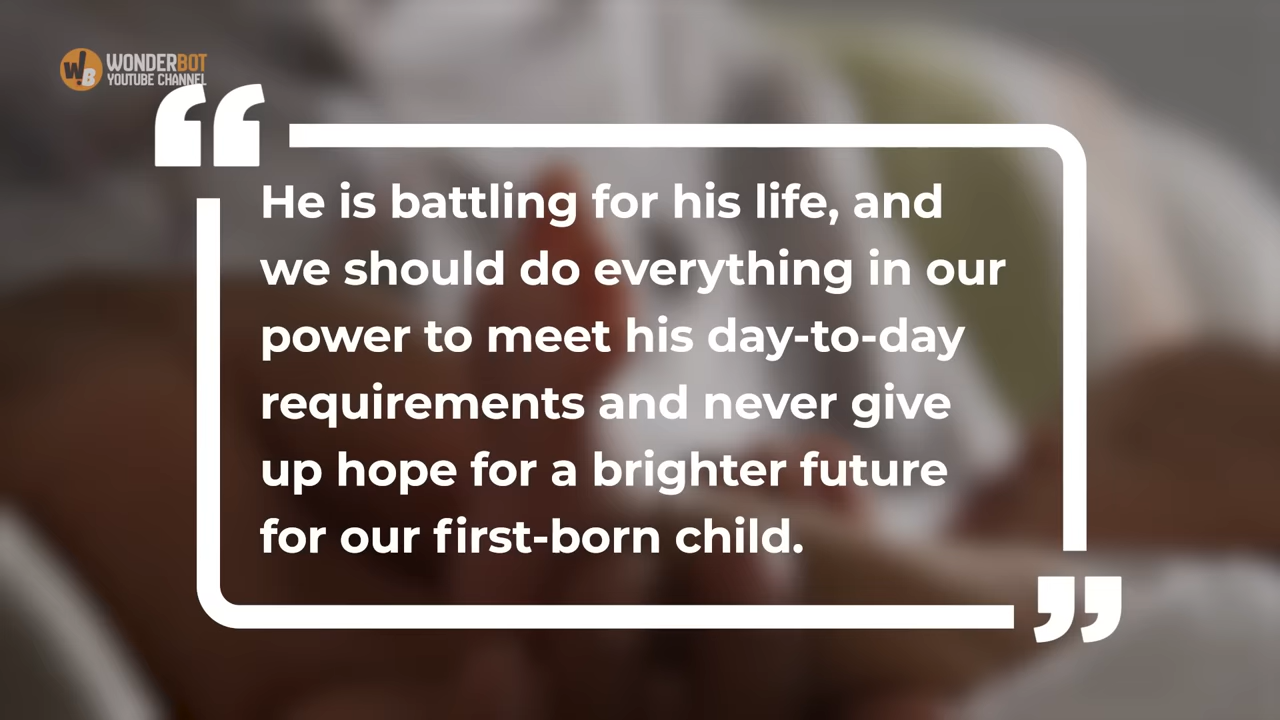 WONDERBOT
YOUTUBE CHANNEL
He is battling for his life, and
we should do everything in our
power to meet his day-to-day
requirements and never give
up hope for a brighter future
for our first-born child.